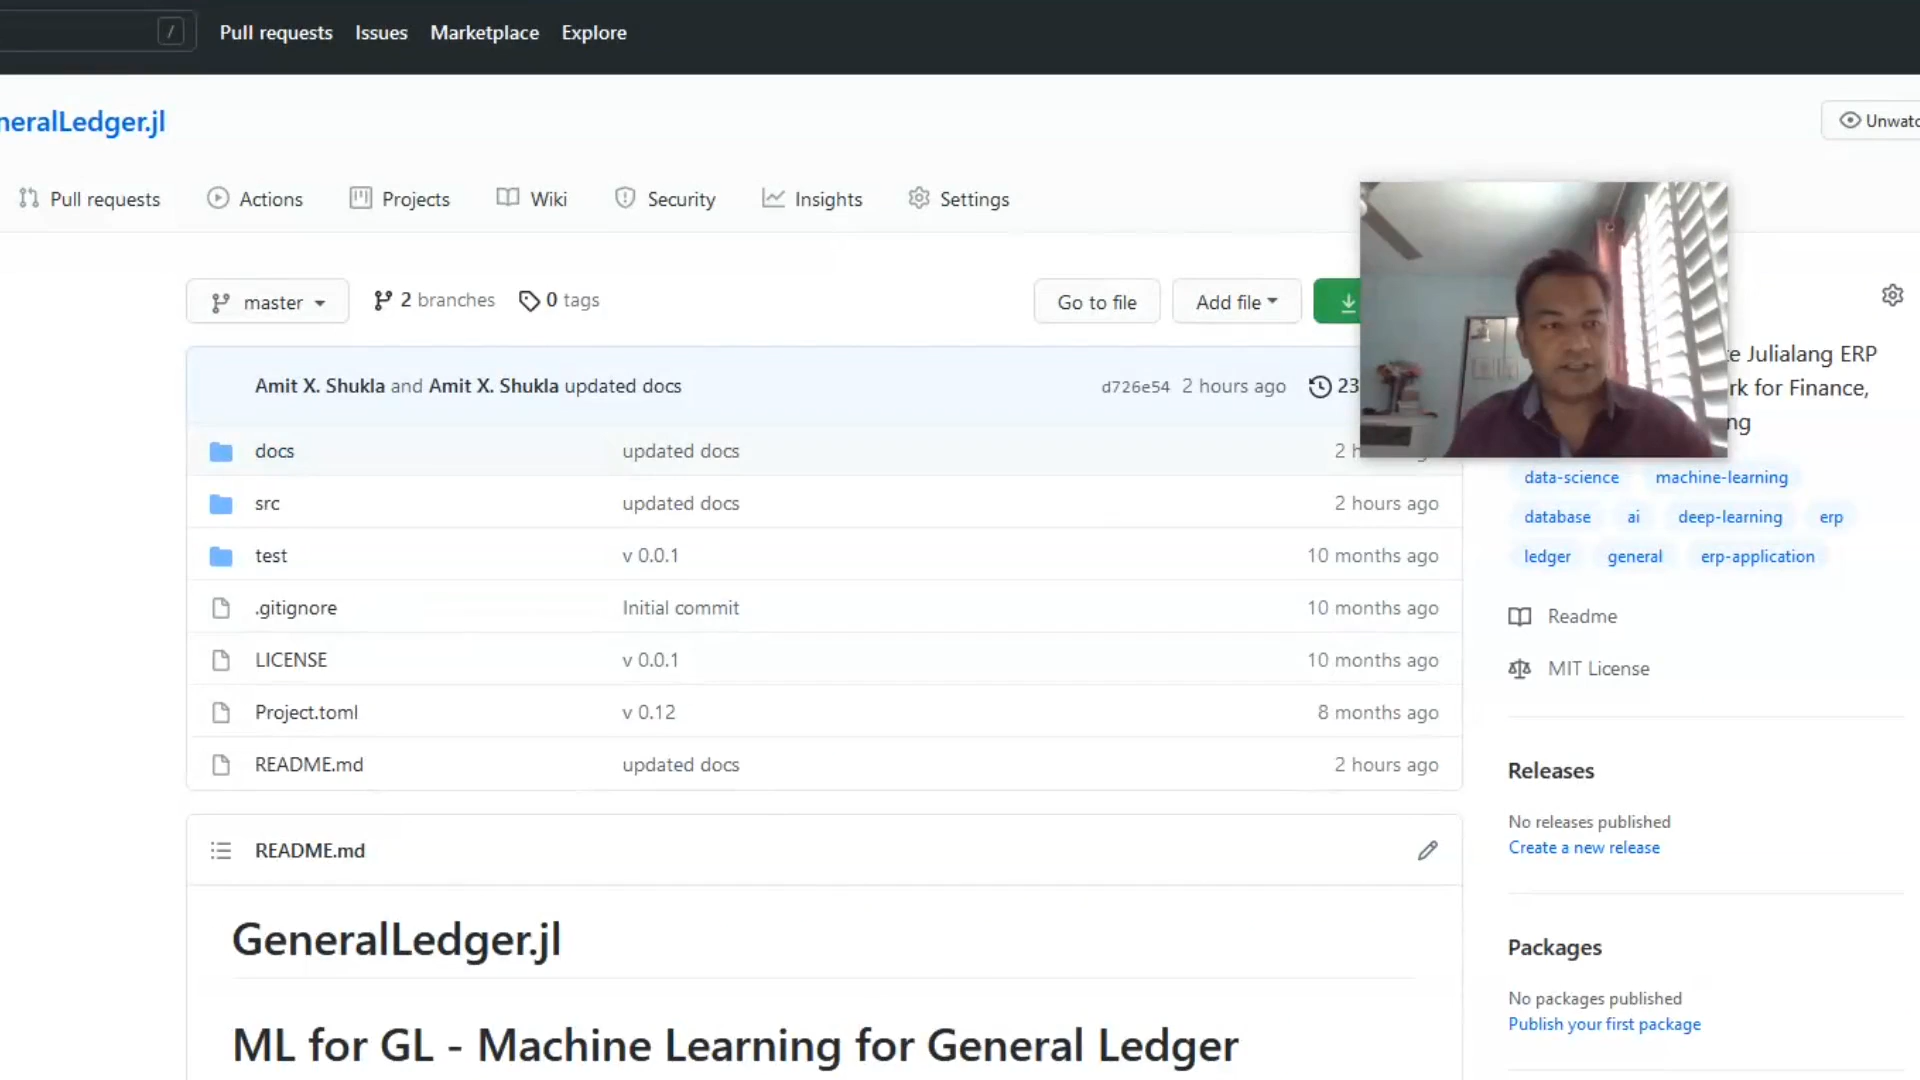 / Pull requests Issues Marketplace Explore
neralLedger.jl
Unwatc
Pull requests Actions Projects Wiki Security Insights Settings
master 2 branches 0 tags Go to file Add file
Julialang ERP
rk for Finance,
ng
Amit X. Shukla and Amit X. Shukla updated docs d726e54 2 hours ago 23
docs updated docs 2 h
src updated docs 2 hours ago
test v 0.0.1 10 months ago
.gitignore Initial commit 10 months ago
LICENSE v 0.0.1 10 months ago
Project.toml v 0.12 8 months ago
README.md updated docs 2 hours ago
data-science machine-learning
database ai deep-learning erp
ledger general erp-application
Readme
MIT License
Releases
No releases published
Create a new release
Packages
No packages published
Publish your first package
README.md
GeneralLedger.jl
ML for GL - Machine Learning for General Ledger